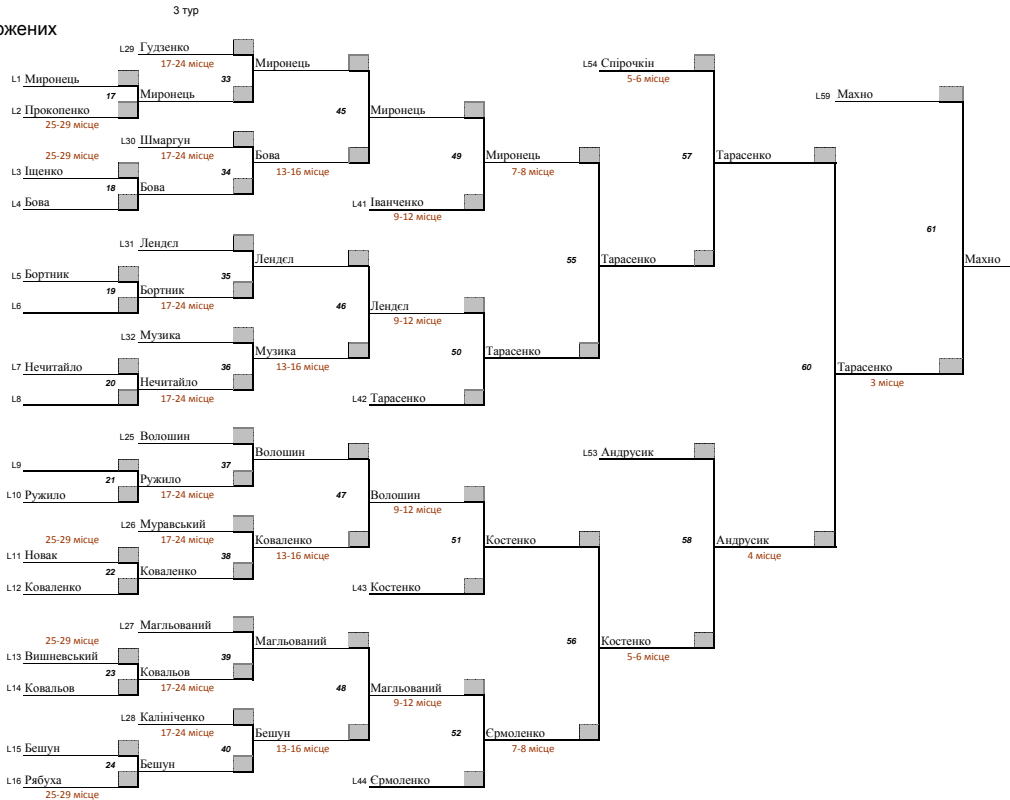 3 тур
ожених
L29 Гудзенко
17-24 місце
L1 Миронець
17
L2 Прокопенко
25-29 місце
Миронець
33
Миронець
L30 Шмаргун
17-24 місце
25-29 місце
L3 Іщенко
18
L4 Бова
Бова
34
Бова
13-16 місце
45
Миронець
L41 Іванченко
9-12 місце
49
Миронець
7-8 місце
L31 Лендєл
L5 Бортник
19
L6
Бортник
17-24 місце
35
Лендєл
L32 Музика
L7 Нечитайло
20
L8
Нечитайло
17-24 місце
36
Музика
13-16 місце
46
Лендєл
9-12 місце
L42 Тарасенко
50
Тарасенко
55
Тарасенко
L54 Спірочкін
5-6 місце
57
Тарасенко
L25 Волошин
L9
21
L10 Ружило
Ружило
17-24 місце
37
Волошин
L26 Муравський
17-24 місце
25-29 місце
L11 Новак
22
L12 Коваленко
Коваленко
38
Коваленко
13-16 місце
47
Волошин
9-12 місце
L43 Костенко
51
Костенко
L27 Магльований
25-29 місце
L13 Вишневський
23
L14 Ковальов
Ковальов
17-24 місце
39
Магльований
L28 Калініченко
17-24 місце
L15 Бешун
24
L16 Рябуха
25-29 місце
Бешун
40
Бешун
13-16 місце
48
Магльований
9-12 місце
L44 Єрмоленко
52
Єрмоленко
7-8 місце
56
Костенко
5-6 місце
L53 Андрусик
58
Андрусик
4 місце
60
Тарасенко
3 місце
L59 Махно
61
Махно